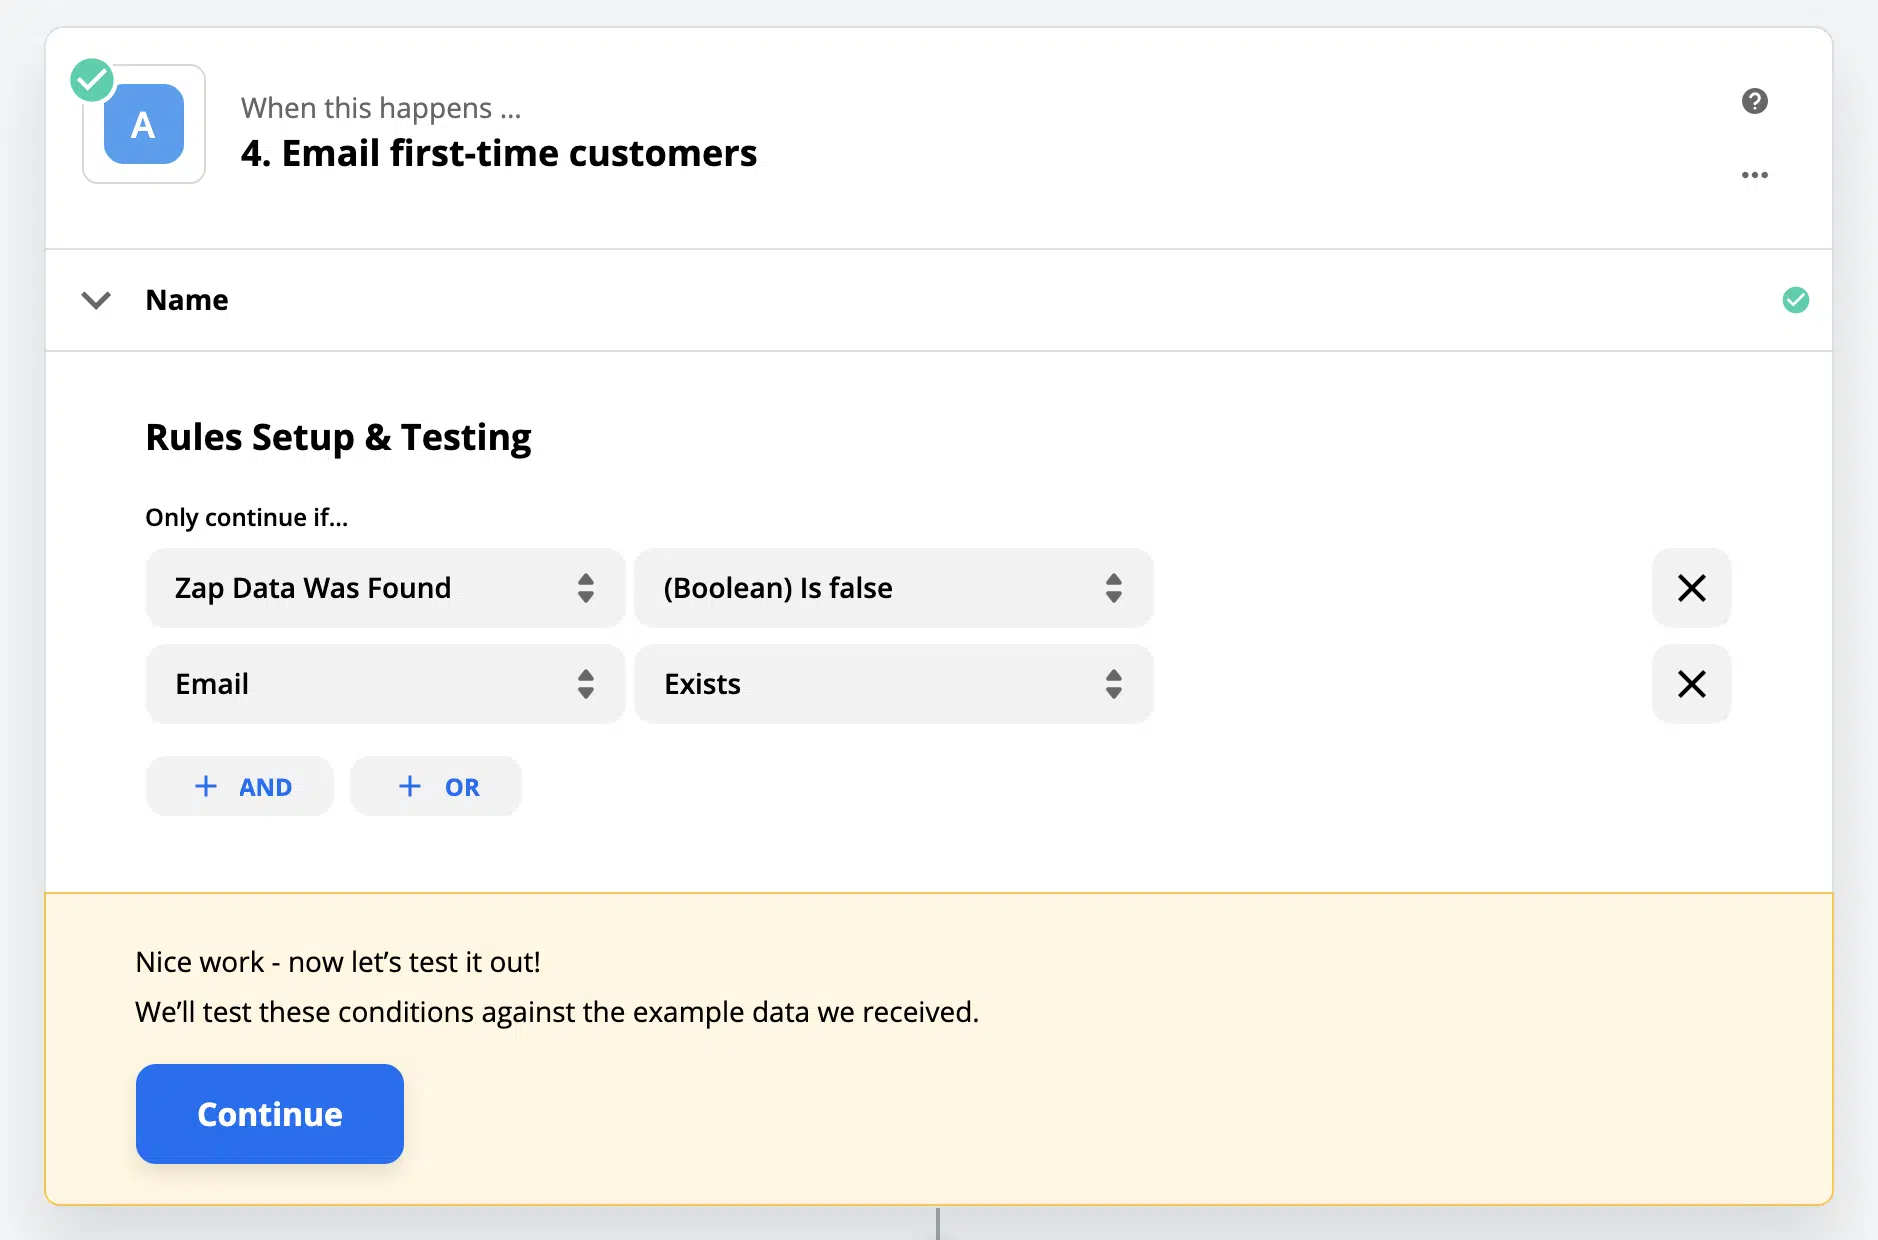 A
When this happens ...
4. Email first-time customers
Name
Rules Setup & Testing
Only continue if...
Zap Data Was Found
(Boolean) Is false
Email
Exists
+ AND
+ OR
Nice work - now let’s test it out!
We’ll test these conditions against the example data we received.
Continue